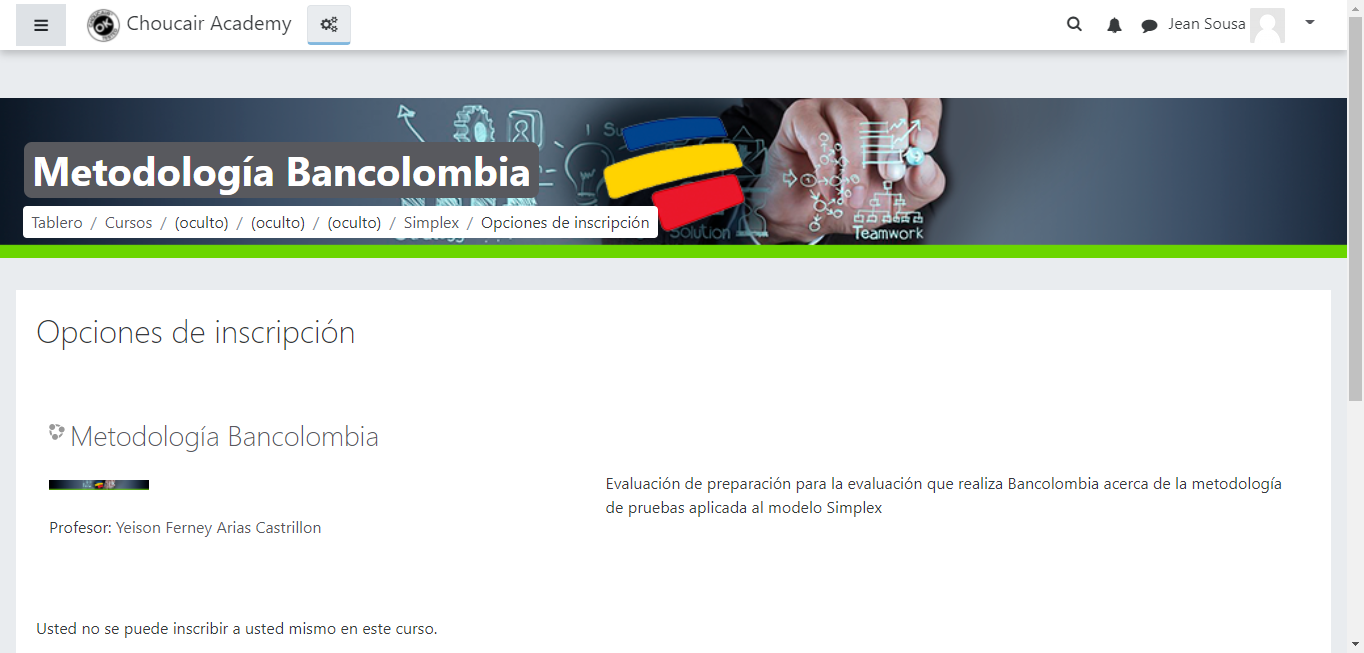 Choucair Academy
Jean Sousa
Metodología Bancolombia
Tablero / Cursos / (oculto) / (oculto) / (oculto) / Simplex / Opciones de inscripción
Solution
Teamwork
Opciones de inscripción
Metodología Bancolombia
Evaluación de preparación para la evaluación que realiza Bancolombia acerca de la metodología
de pruebas aplicada al modelo Simplex
Profesor: Yeison Ferney Arias Castrillon
Usted no se puede inscribir a usted mismo en este curso.